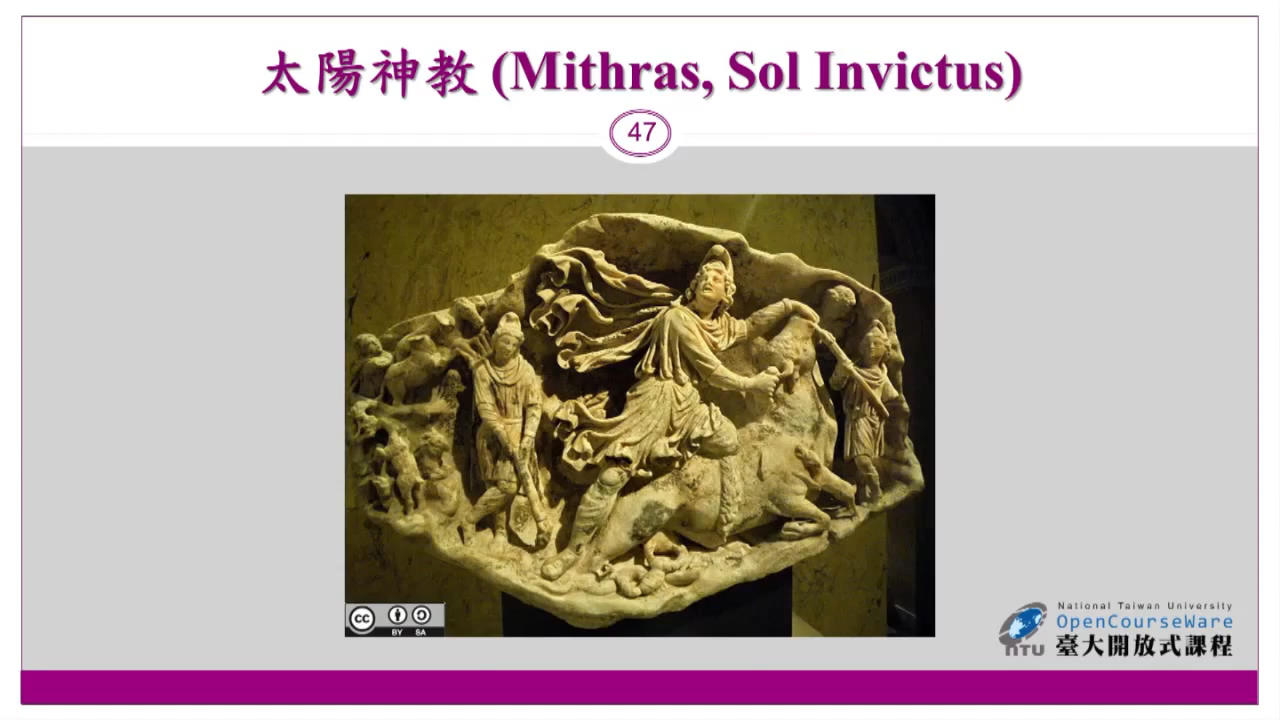 太陽神教 (Mithras, Sol Invictus)
47
cc
BY SA
National Taiwan University
OpenCourseWare
NTU 臺大開放式課程